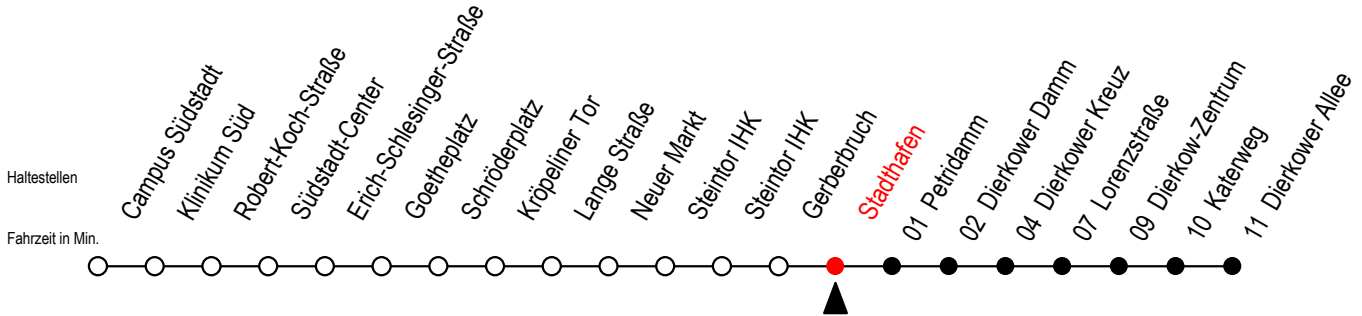 Haltestellen
Fahrzeit in Min.
Campus Südstadt
Klinikum Süd
Robert-Koch-Straße
Südstadt-Center
Erich-Schlesinger-Straße
Goetheplatz
Schröderplatz
Kröpeliner Tor
Lange Straße
Neuer Markt
Steintor IHK
Steintor IHK
Gerberbruch
Stadthafen
01 Petridamm
02 Dierkower Damm
04 Dierkower Kreuz
07 Lorenzstraße
09 Dierkow-Zentrum
10 Katenweg
11 Dierkower Allee